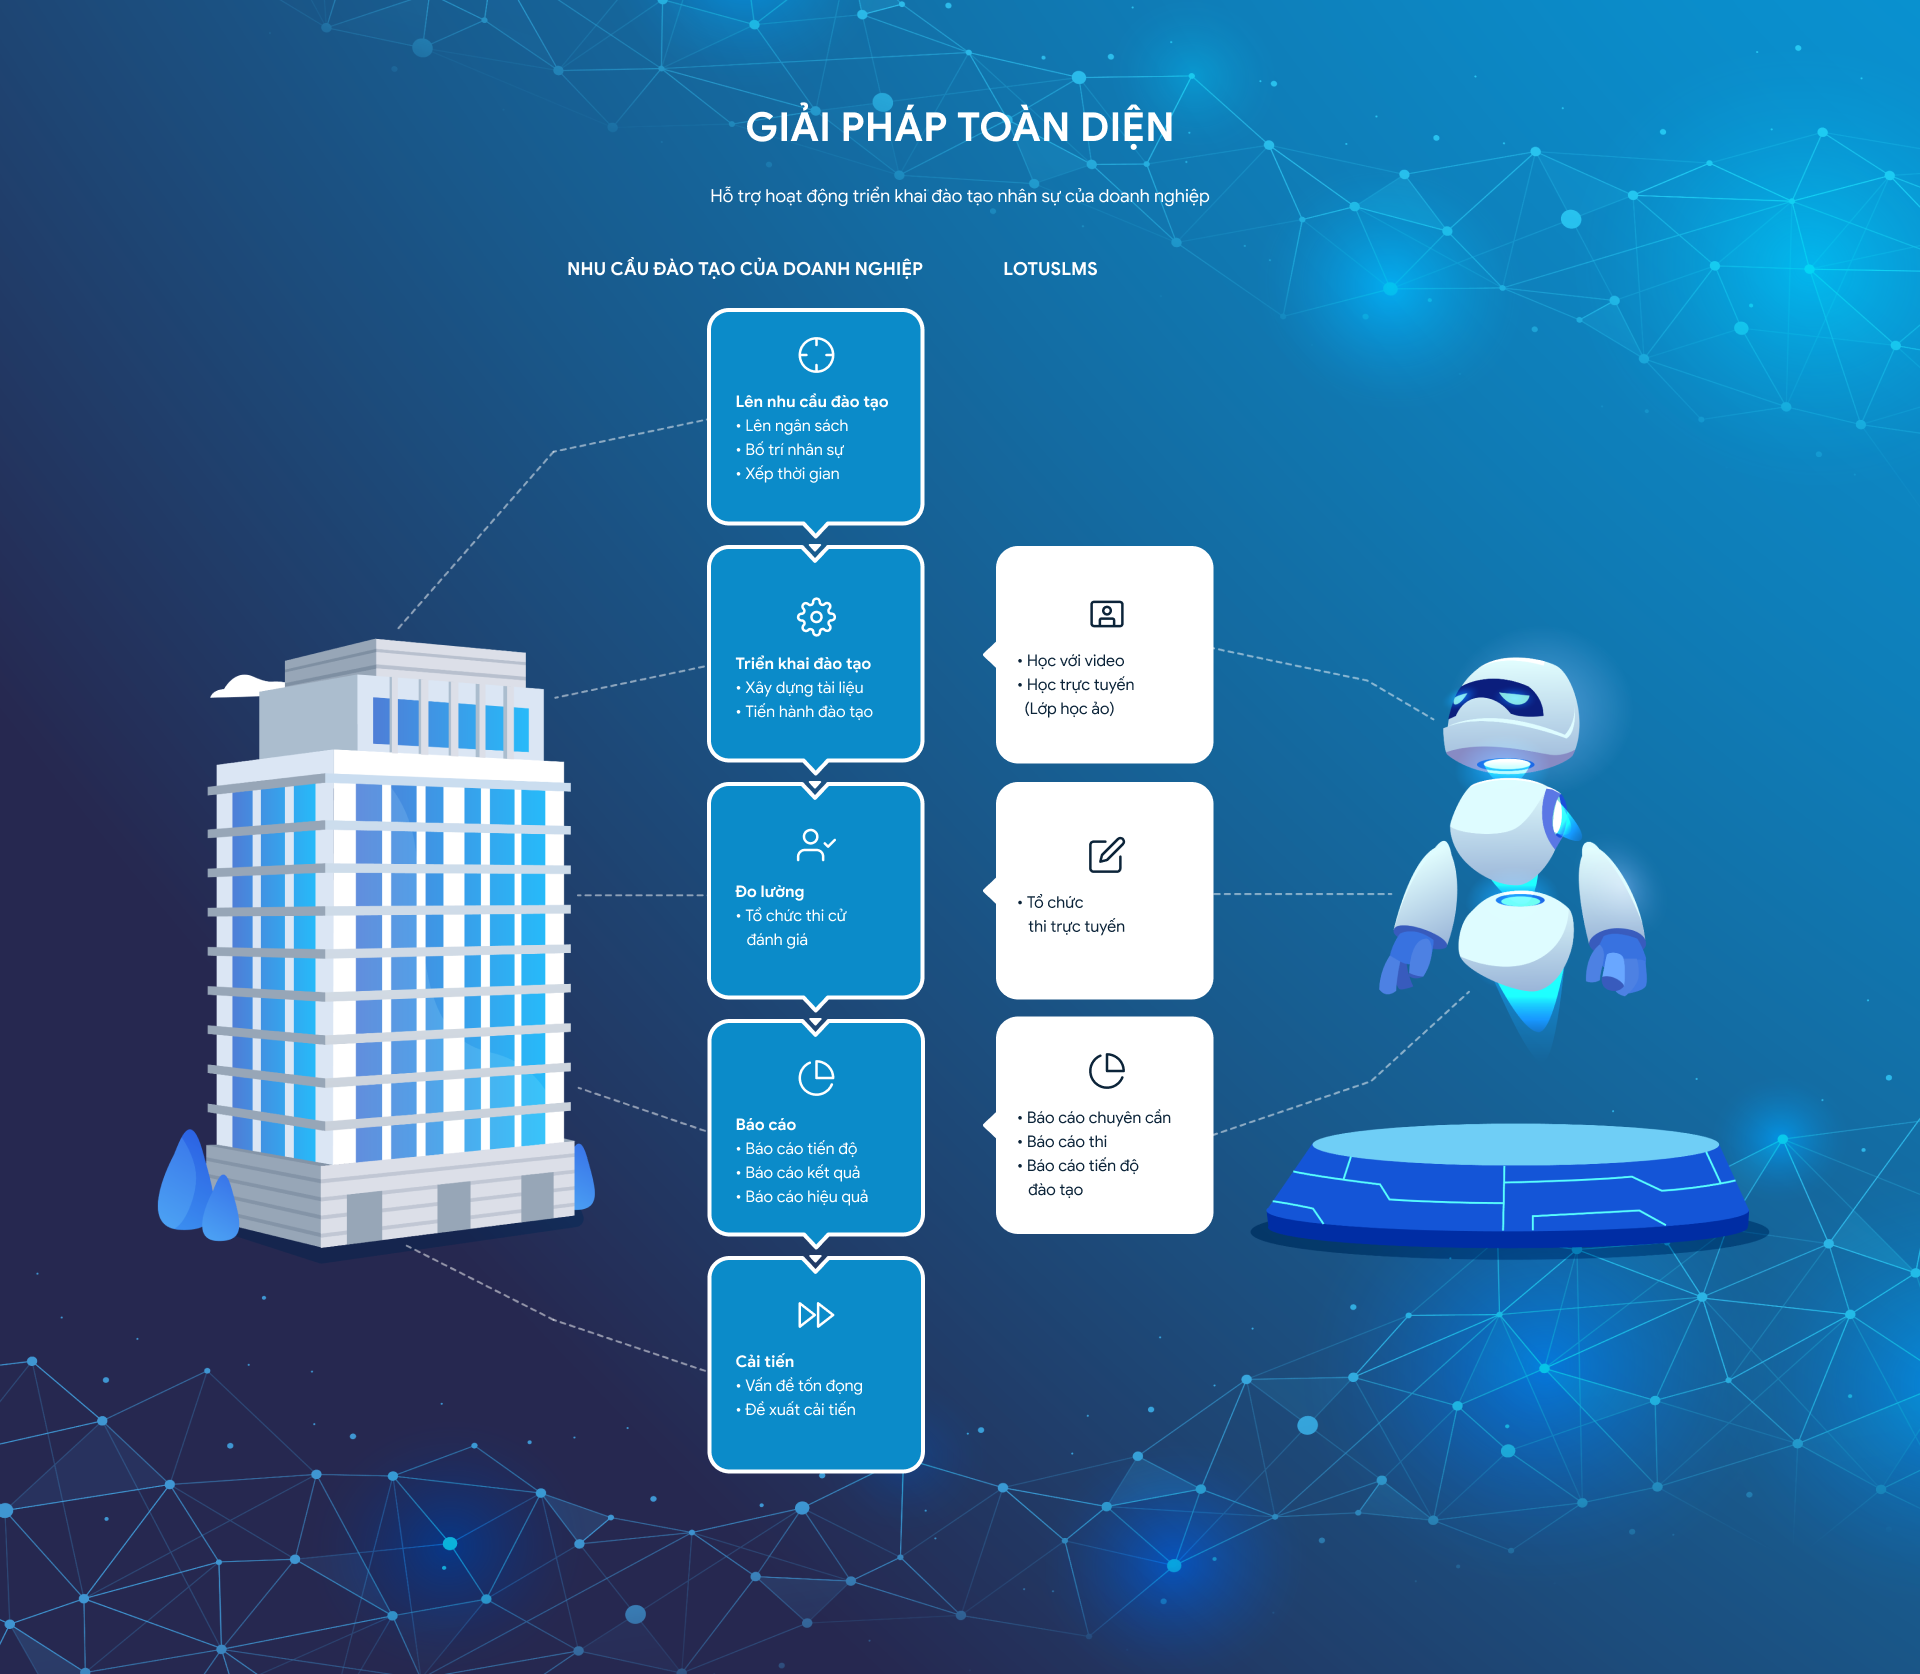 GIẢI PHÁP TOÀN DIỆN
Hỗ trợ hoạt động triển khai đào tạo nhân sự của doanh nghiệp
NHU CẦU ĐÀO TẠO CỦA DOANH NGHIỆP
LOTUSLMS
Lên nhu cầu đào tạo
• Lên ngân sách
• Bố trí nhân sự
• Xếp thời gian
Triển khai đào tạo
• Xây dựng tài liệu
• Tiến hành đào tạo
• Học với video
• Học trực tuyến
(Lớp học ảo)
Đo lường
• Tổ chức thi cử
đánh giá
• Tổ chức
thi trực tuyến
Báo cáo
• Báo cáo tiến độ
• Báo cáo kết quả
• Báo cáo hiệu quả
• Báo cáo chuyên cần
• Báo cáo thi
• Báo cáo tiến độ
đào tạo
Cải tiến
• Vấn đề tồn đọng
• Đề xuất cải tiến